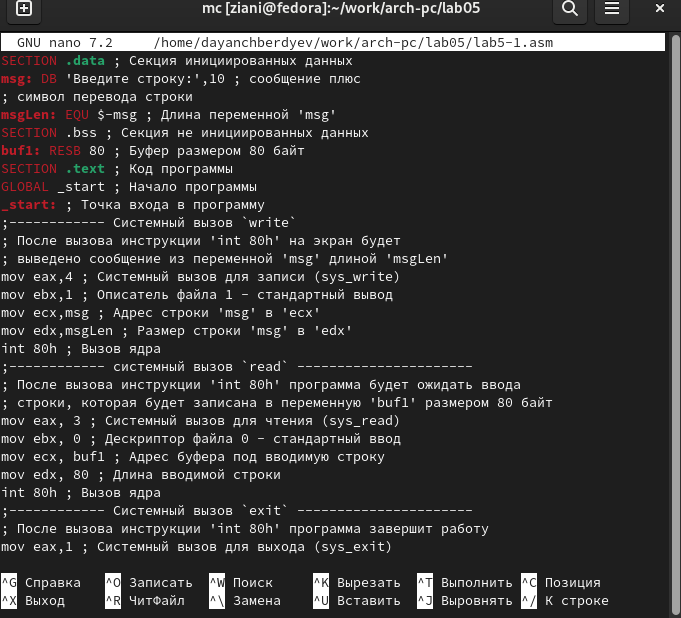 mc [ziani@fedora]:~/work/arch-pc/lab05
GNU nano 7.2 /home/dayanchberdyev/work/arch-pc/lab05/lab5-1.asm
SECTION .data ; Секция инициированных данных
msg: DB 'Введите строку:',10 ; сообщение плюс
; символ перевода строки
msgLen: EQU $-msg ; Длина переменной 'msg'
SECTION .bss ; Секция не инициированных данных
buf1: RESB 80 ; Буфер размером 80 байт
SECTION .text ; Код программы
GLOBAL _start ; Начало программы
_start: ; Точка входа в программу
;------------ Системный вызов `write`
; После вызова инструкции 'int 80h' на экран будет
; выведено сообщение из переменной 'msg' длиной 'msgLen'
mov eax,4 ; Системный вызов для записи (sys_write)
mov ebx,1 ; Описатель файла 1 - стандартный вывод
mov ecx,msg ; Адрес строки 'msg' в 'ecx'
mov edx,msgLen ; Размер строки 'msg' в 'edx'
int 80h ; Вызов ядра
;------------ системный вызов `read` ----------------------
; После вызова инструкции 'int 80h' программа будет ожидать ввода
; строки, которая будет записана в переменную 'buf1' размером 80 байт
mov eax, 3 ; Системный вызов для чтения (sys_read)
mov ebx, 0 ; Дескриптор файла 0 - стандартный ввод
mov ecx, buf1 ; Адрес буфера под вводимую строку
mov edx, 80 ; Длина вводимой строки
int 80h ; Вызов ядра
;------------ Системный вызов `exit` ----------------------
; После вызова инструкции 'int 80h' программа завершит работу
mov eax,1 ; Системный вызов для выхода (sys_exit)
^G Справка ^O Записать ^W Поиск ^K Вырезать ^T Выполнить ^C Позиция
^X Выход ^R ЧитФайл ^\ Замена ^U Вставить ^J Выровнять ^/ К строке